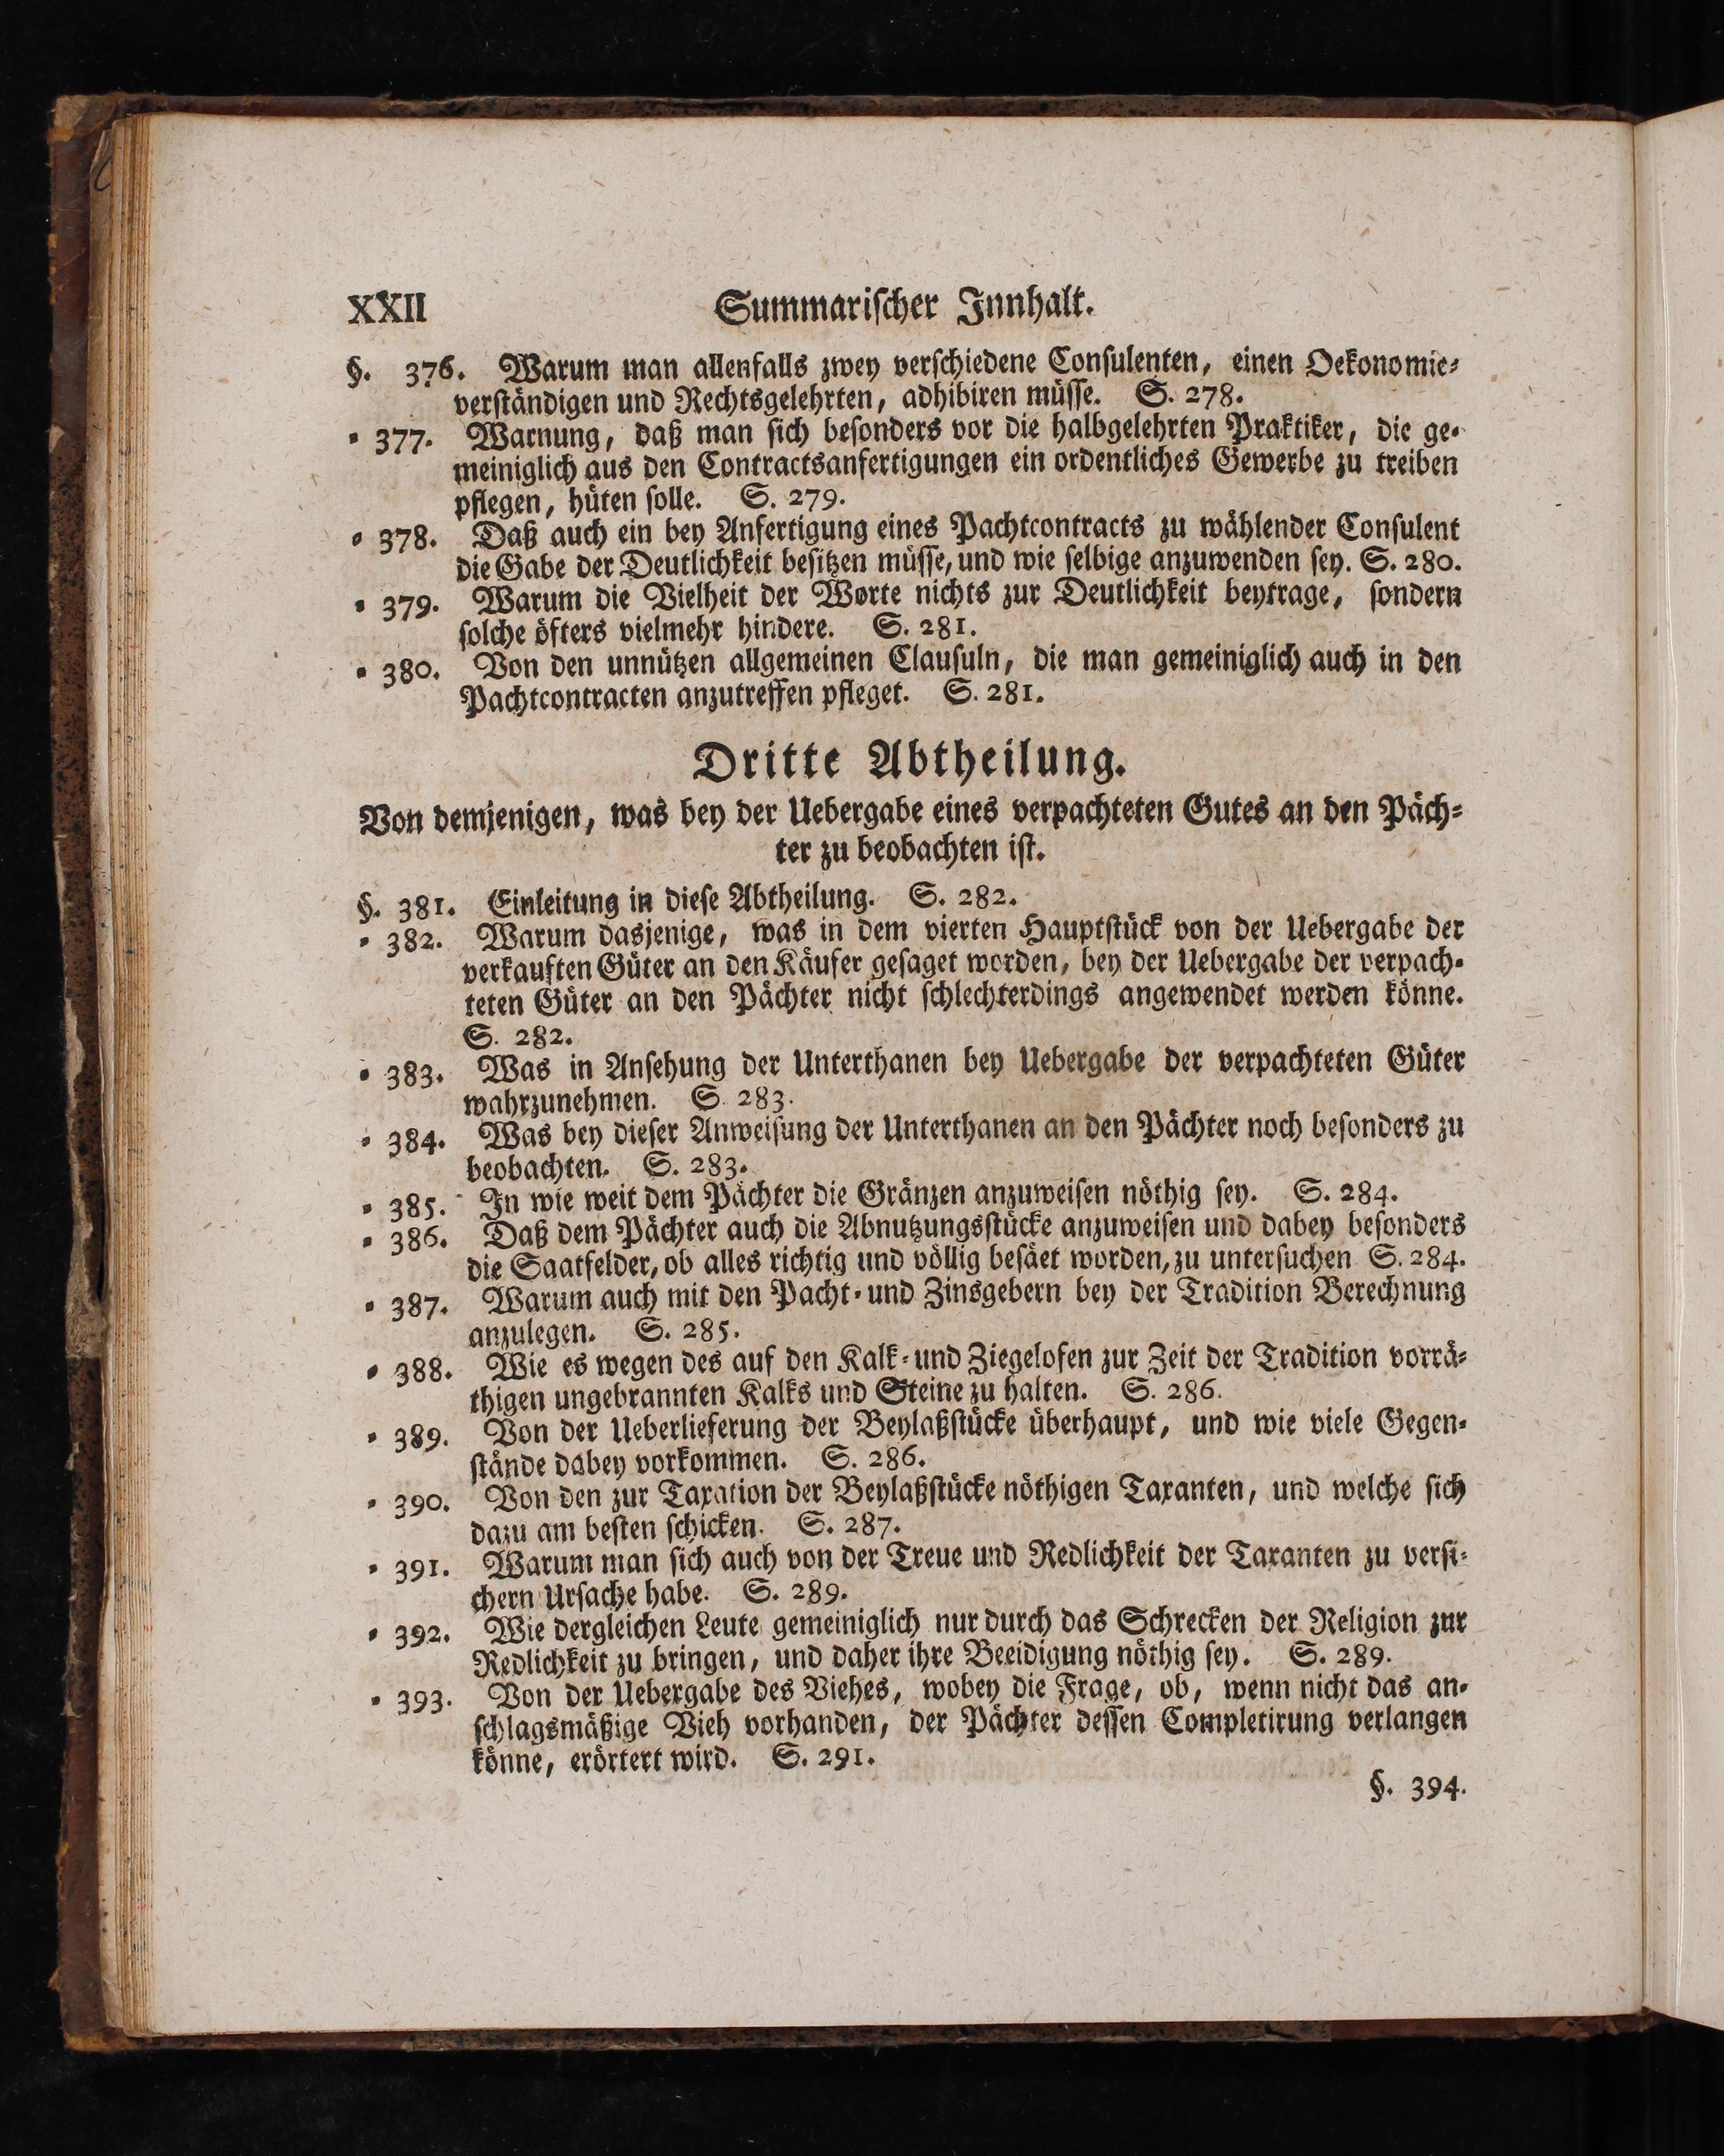 XXII Summarischer Innhalt.
§. 376. Warum man allenfalls zwey verschiedene Consulenten, einen Oekonomie-
verständigen und Rechtsgelehrten, adhibiren müsse. S. 278.
- 377. Warnung, daß man sich besonders vor die halbgelehrten Praktiker, die ge-
meiniglich aus den Contractsanfertigungen ein ordentliches Gewerbe zu treiben
pflegen, hüten solle. S. 279.
- 378. Daß auch ein bey Anfertigung eines Pachtcontracts zu wählender Consulent
die Gabe der Deutlichkeit besitzen müsse, und wie selbige anzuwenden sey. S. 280.
- 379. Warum die Vielheit der Worte nichts zur Deutlichkeit beytrage, sondern
solche öfters vielmehr hindere. S. 281.
- 380. Von den unnützen allgemeinen Clausuln, die man gemeiniglich auch in den
Pachtcontracten anzutreffen pfleget. S. 281.
Dritte Abtheilung.
Von demjenigen, was bey der Uebergabe eines verpachteten Gutes an den Päch-
ter zu beobachten ist.
§. 381. Einleitung in diese Abtheilung. S. 282.
- 382. Warum dasjenige, was in dem vierten Hauptstück von der Uebergabe der
verkauften Güter an den Käufer gesaget worden, bey der Uebergabe der verpach-
teten Güter an den Pächter nicht schlechterdings angewendet werden könne.
S. 282.
- 383. Was in Ansehung der Unterthanen bey Uebergabe der verpachteten Güter
wahrzunehmen. S. 283.
- 384. Was bey dieser Anweisung der Unterthanen an den Pächter noch besonders zu
beobachten. S. 283.
- 385. In wie weit dem Pächter die Gränzen anzuweisen nöthig sey. S. 284.
- 386. Daß dem Pächter auch die Abnutzungsstücke anzuweisen und dabey besonders
die Saatfelder, ob alles richtig und völlig besäet worden, zu untersuchen S. 284.
- 387. Warum auch mit den Pacht- und Zinsgebern bey der Tradition Berechnung
anzulegen. S. 285.
- 388. Wie es wegen des auf den Kalk- und Ziegelofen zur Zeit der Tradition vorrä-
thigen ungebrannten Kalks und Steine zu halten. S. 286.
- 389. Von der Ueberlieferung der Beylaßstücke überhaupt, und wie viele Gegen-
stände dabey vorkommen. S. 286.
- 390. Von den zur Taxation der Beylaßstücke nöthigen Taxanten, und welche sich
dazu am besten schicken. S. 287.
- 391. Warum man sich auch von der Treue und Redlichkeit der Taxanten zu versi-
chern Ursache habe. S. 289.
- 392. Wie dergleichen Leute gemeiniglich nur durch das Schrecken der Religion zur
Redlichkeit zu bringen, und daher ihre Beeidigung nöthig sey. S. 289.
- 393. Von der Uebergabe des Viehes, wobey die Frage, ob, wenn nicht das an-
schlagsmäßige Vieh vorhanden, der Pächter dessen Completirung verlangen
könne, erörtert wird. S. 291.
§. 394.